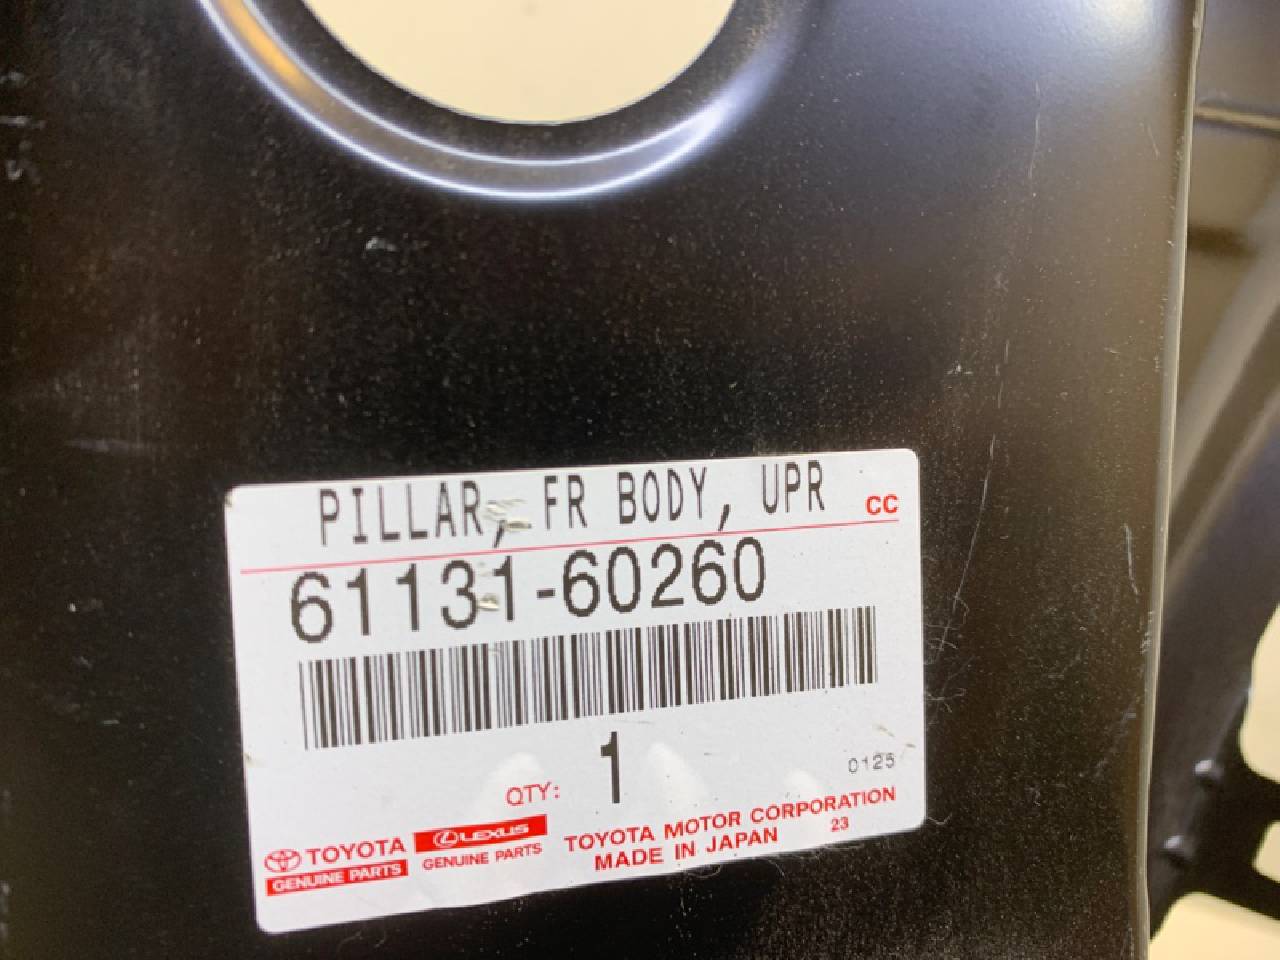 PILLAR, FR BODY, UPR CC
61131-60260
QTY: 1
0125
TOYOTA
GENUINE PARTS
LEXUS
GENUINE PARTS
TOYOTA MOTOR CORPORATION
MADE IN JAPAN 23